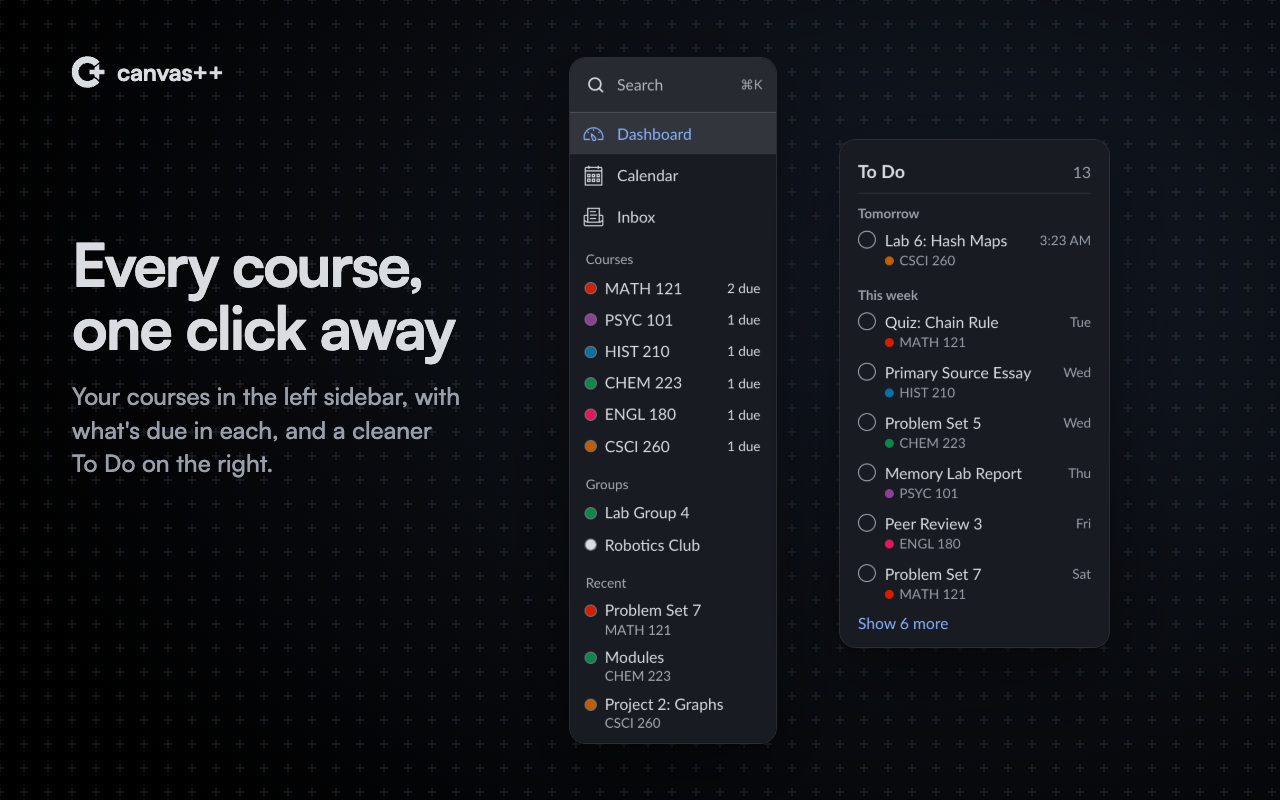 canvas++
Every course,
one click away
Your courses in the left sidebar, with
what's due in each, and a cleaner
To Do on the right.
Search ⌘K
Dashboard
Calendar
Inbox
Courses
MATH 121 2 due
PSYC 101 1 due
HIST 210 1 due
CHEM 223 1 due
ENGL 180 1 due
CSCI 260 1 due
Groups
Lab Group 4
Robotics Club
Recent
Problem Set 7
MATH 121
Modules
CHEM 223
Project 2: Graphs
CSCI 260
To Do 13
Tomorrow
Lab 6: Hash Maps 3:23 AM
CSCI 260
This week
Quiz: Chain Rule Tue
MATH 121
Primary Source Essay Wed
HIST 210
Problem Set 5 Wed
CHEM 223
Memory Lab Report Thu
PSYC 101
Peer Review 3 Fri
ENGL 180
Problem Set 7 Sat
MATH 121
Show 6 more